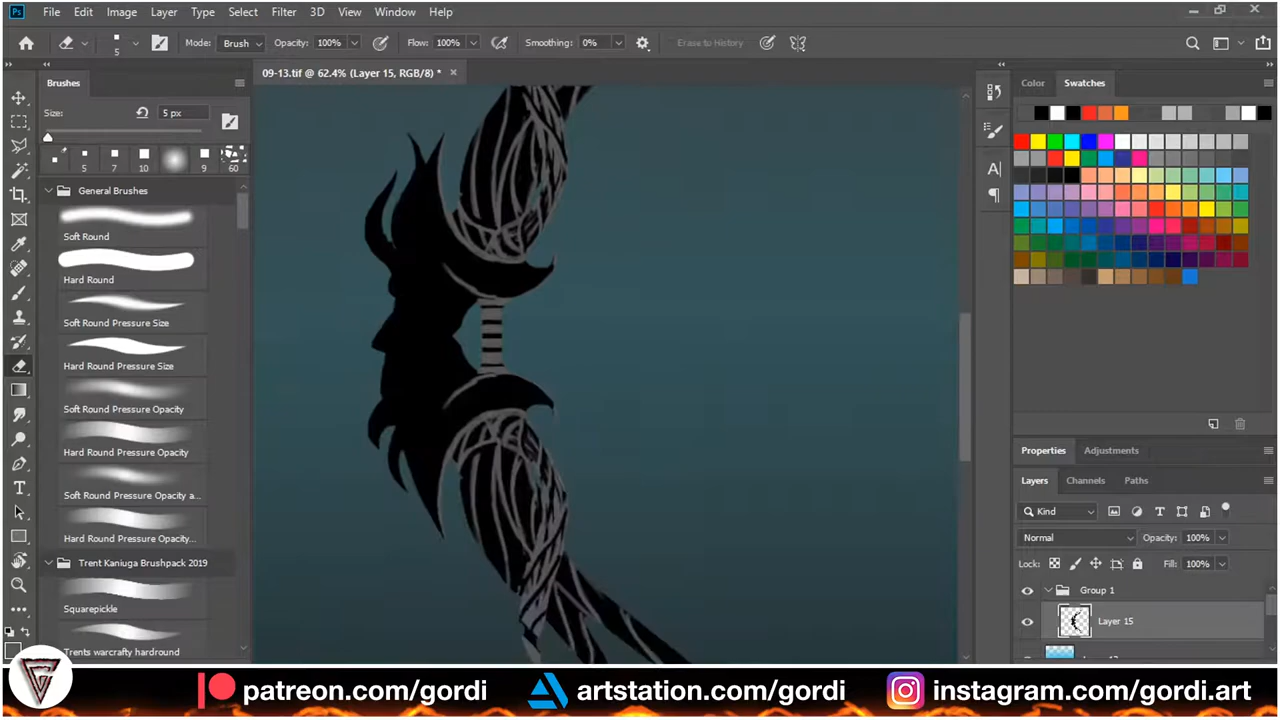 Ps File Edit Image Layer Type Select Filter 3D View Window Help
5 Mode: Brush Opacity: 100% Flow: 100% Smoothing: 0% Erase to History
09-13.tif @ 62.4% (Layer 15, RGB/8) *
Brushes
Size: 5 px
5 7 10 9 60
General Brushes
Soft Round
Hard Round
Soft Round Pressure Size
Hard Round Pressure Size
Soft Round Pressure Opacity
Hard Round Pressure Opacity
Soft Round Pressure Opacity a...
Hard Round Pressure Opacity...
Trent Kaniuga Brushpack 2019
Squarepickle
Trents warcrafty hardround
Color Swatches
Properties Adjustments
Layers Channels Paths
Kind
Normal Opacity: 100%
Lock: Fill: 100%
Group 1
Layer 15
patreon.com/gordi artstation.com/gordi instagram.com/gordi.art